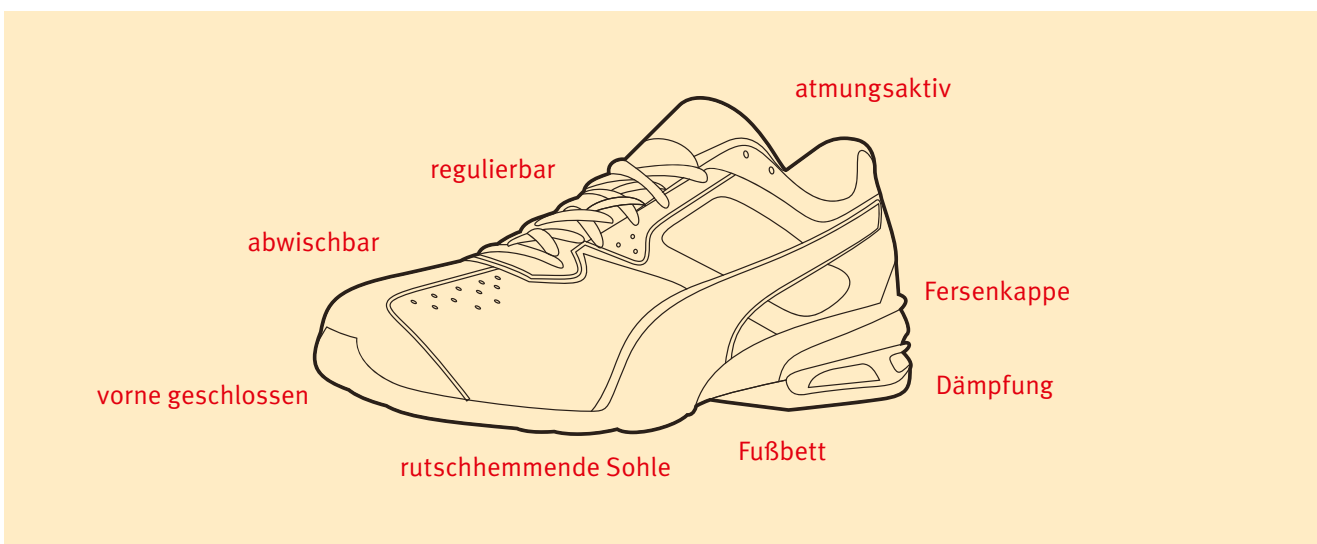 atmungsaktiv
regulierbar
abwischbar
Fersenkappe
Dämpfung
vorne geschlossen
Fußbett
rutschhemmende Sohle